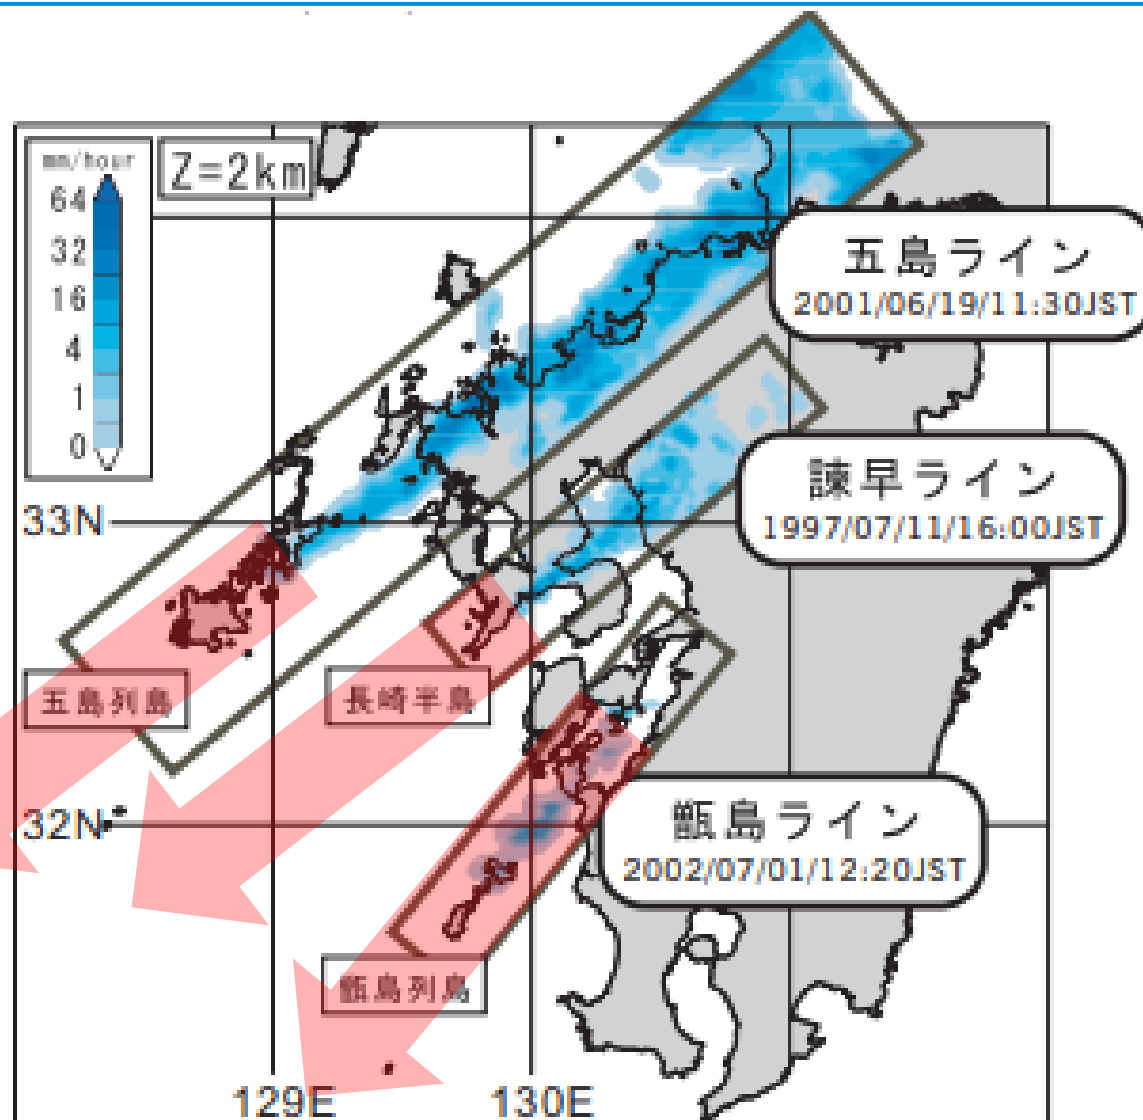 mm/hour
64
32
16
4
1
0
Z=2km
五島ライン
2001/06/19/11:30JST
諫早ライン
1997/07/11/16:00JST
33N
五島列島
長崎半島
32N
甑島ライン
2002/07/01/12:20JST
甑島列島
129E
130E